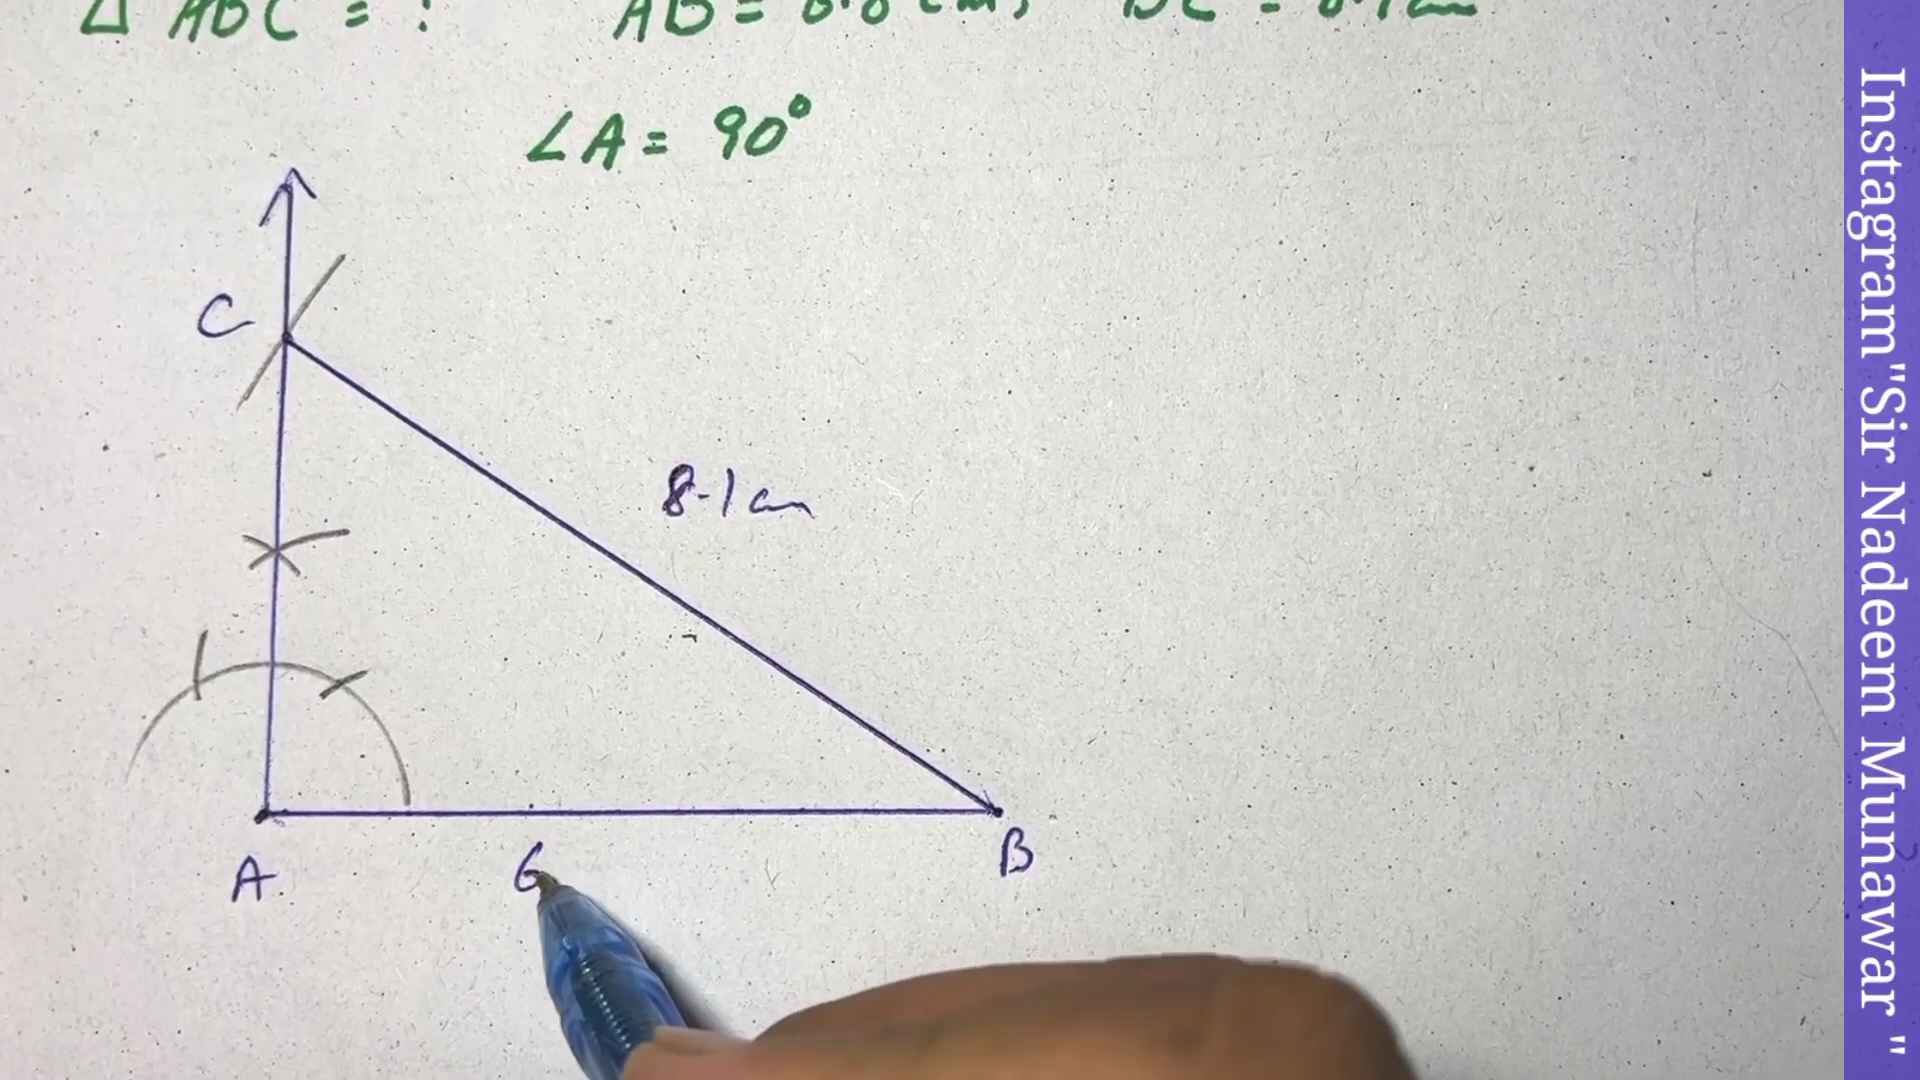 ∠A = 90°
C
8.1 cm
A
6
B
Instagram "Sir Nadeem Munawar "